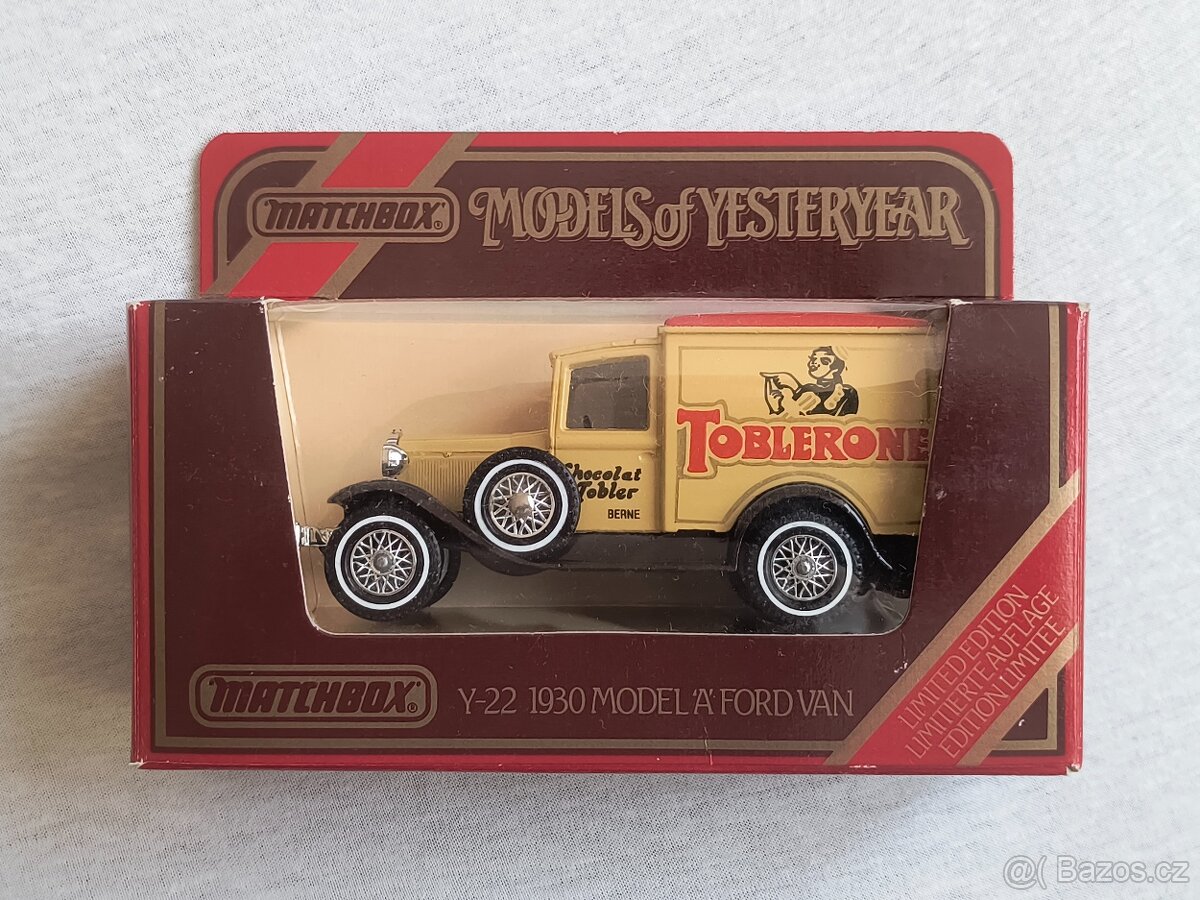 MATCHBOX®
MODELS of YESTERYEAR
TOBLERONE
Chocolat
Tobler
BERNE
MATCHBOX®
Y-22 1930 MODEL 'A' FORD VAN
LIMITED EDITION
LIMITIERTE AUFLAGE
EDITION LIMITEE
@( Bazos.cz